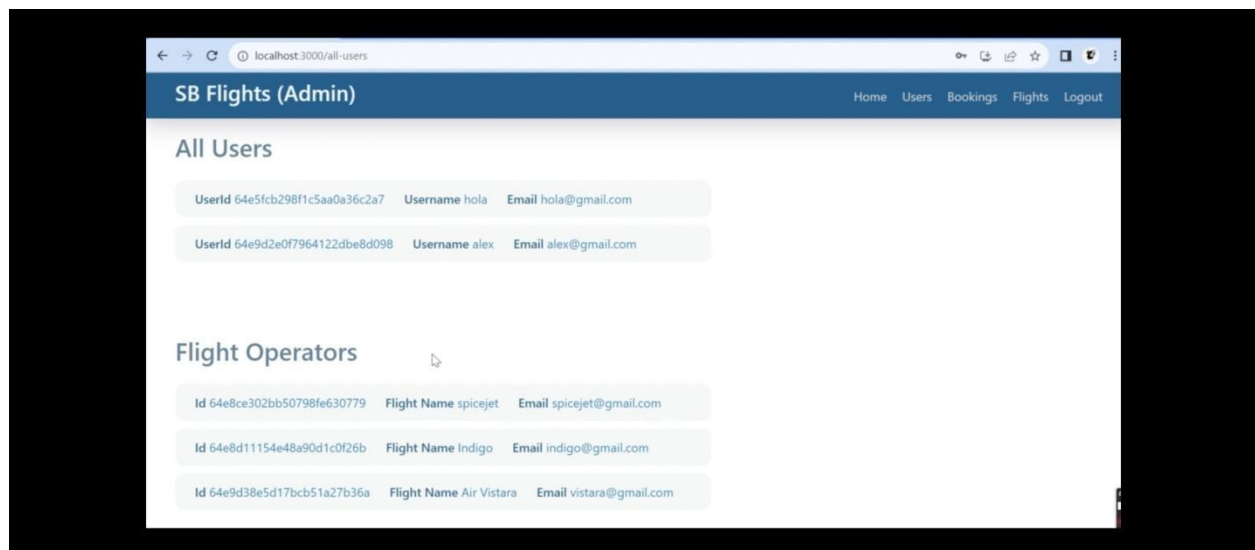 localhost:3000/all-users
SB Flights (Admin)
Home Users Bookings Flights Logout
All Users
UserId 64e5fcb298f1c5aa0a36c2a7 Username hola Email hola@gmail.com
UserId 64e9d2e0f7964122dbe8d098 Username alex Email alex@gmail.com
Flight Operators
Id 64e8ce302bb50798fe630779 Flight Name spicejet Email spicejet@gmail.com
Id 64e8d11154e48a90d1c0f26b Flight Name Indigo Email indigo@gmail.com
Id 64e9d38e5d17bcb51a27b36a Flight Name Air Vistara Email vistara@gmail.com